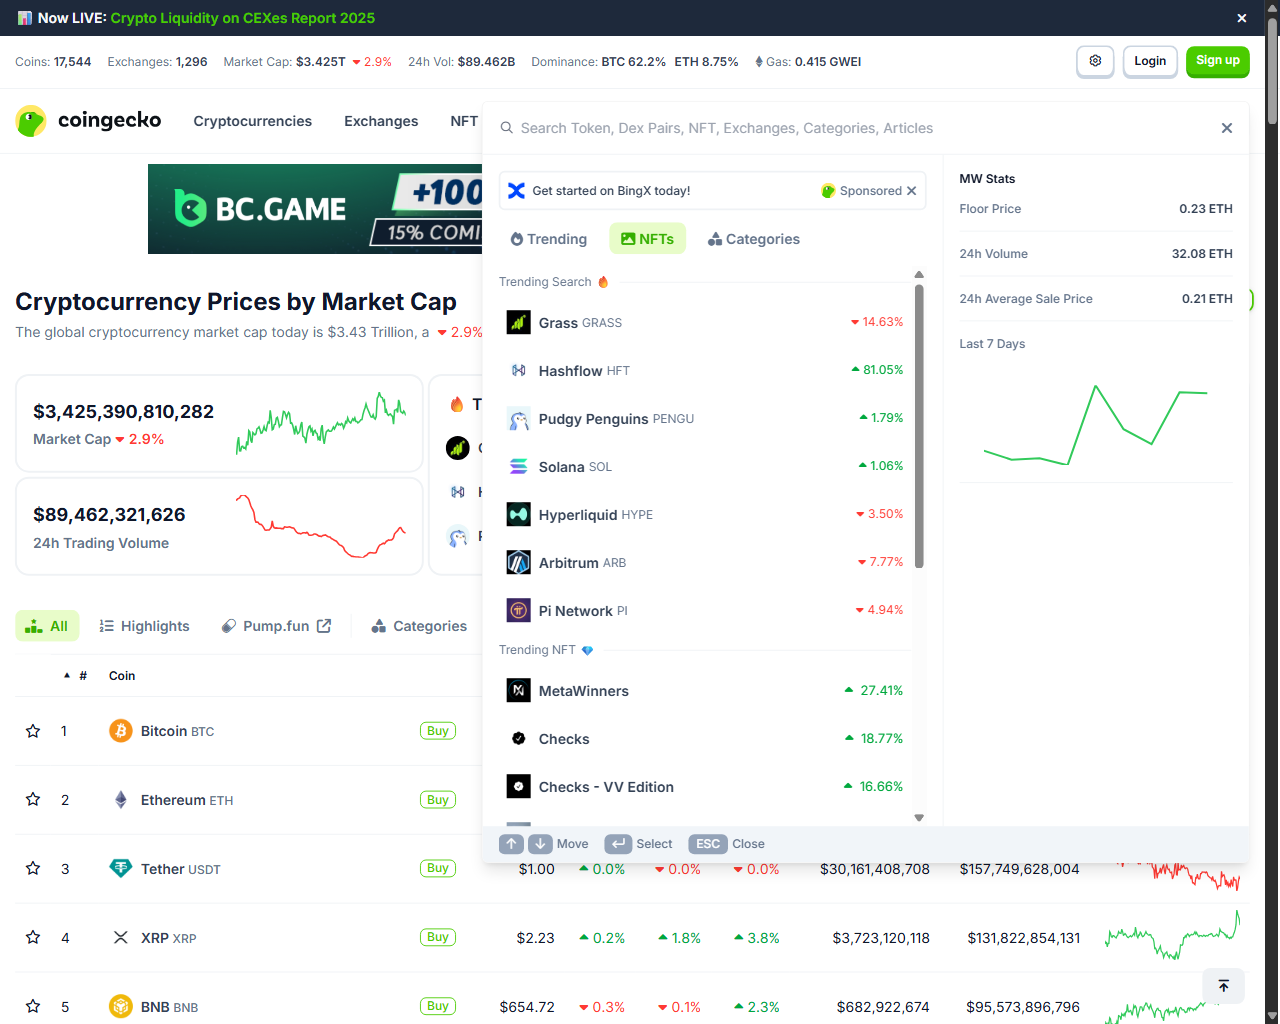 Now LIVE: Crypto Liquidity on CEXes Report 2025
Coins: 17,544 Exchanges: 1,296 Market Cap: $3.425T 2.9% 24h Vol: $89.462B Dominance: BTC 62.2% ETH 8.75% Gas: 0.415 GWEI
Login
Sign up
coingecko
Cryptocurrencies
Exchanges
NFT
Search Token, Dex Pairs, NFT, Exchanges, Categories, Articles
BC.GAME
+100
15% COMI
Get started on BingX today!
Sponsored
Trending
NFTs
Categories
Trending Search
Grass GRASS 14.63%
Hashflow HFT 81.05%
Pudgy Penguins PENGU 1.79%
Solana SOL 1.06%
Hyperliquid HYPE 3.50%
Arbitrum ARB 7.77%
Pi Network PI 4.94%
Trending NFT
MetaWinners 27.41%
Checks 18.77%
Checks - VV Edition 16.66%
Move
Select
ESC Close
MW Stats
Floor Price 0.23 ETH
24h Volume 32.08 ETH
24h Average Sale Price 0.21 ETH
Last 7 Days
Cryptocurrency Prices by Market Cap
The global cryptocurrency market cap today is $3.43 Trillion, a 2.9%
$3,425,390,810,282
Market Cap 2.9%
$89,462,321,626
24h Trading Volume
All
Highlights
Pump.fun
Categories
# Coin
1 Bitcoin BTC Buy
2 Ethereum ETH Buy
3 Tether USDT Buy $1.00 0.0% 0.0% 0.0% $30,161,408,708 $157,749,628,004
4 XRP XRP Buy $2.23 0.2% 1.8% 3.8% $3,723,120,118 $131,822,854,131
5 BNB BNB Buy $654.72 0.3% 0.1% 2.3% $682,922,674 $95,573,896,796